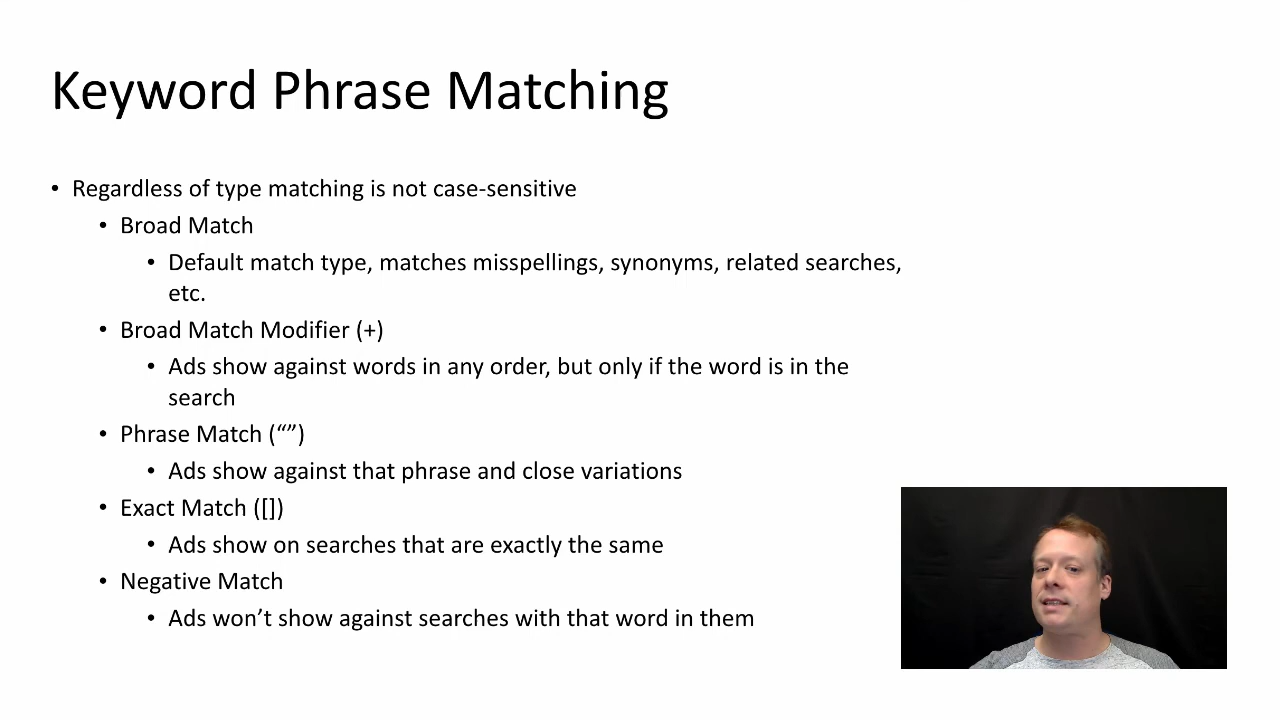 Keyword Phrase Matching
• Regardless of type matching is not case-sensitive
• Broad Match
• Default match type, matches misspellings, synonyms, related searches,
etc.
• Broad Match Modifier (+)
• Ads show against words in any order, but only if the word is in the
search
• Phrase Match (“”)
• Ads show against that phrase and close variations
• Exact Match ([])
• Ads show on searches that are exactly the same
• Negative Match
• Ads won’t show against searches with that word in them